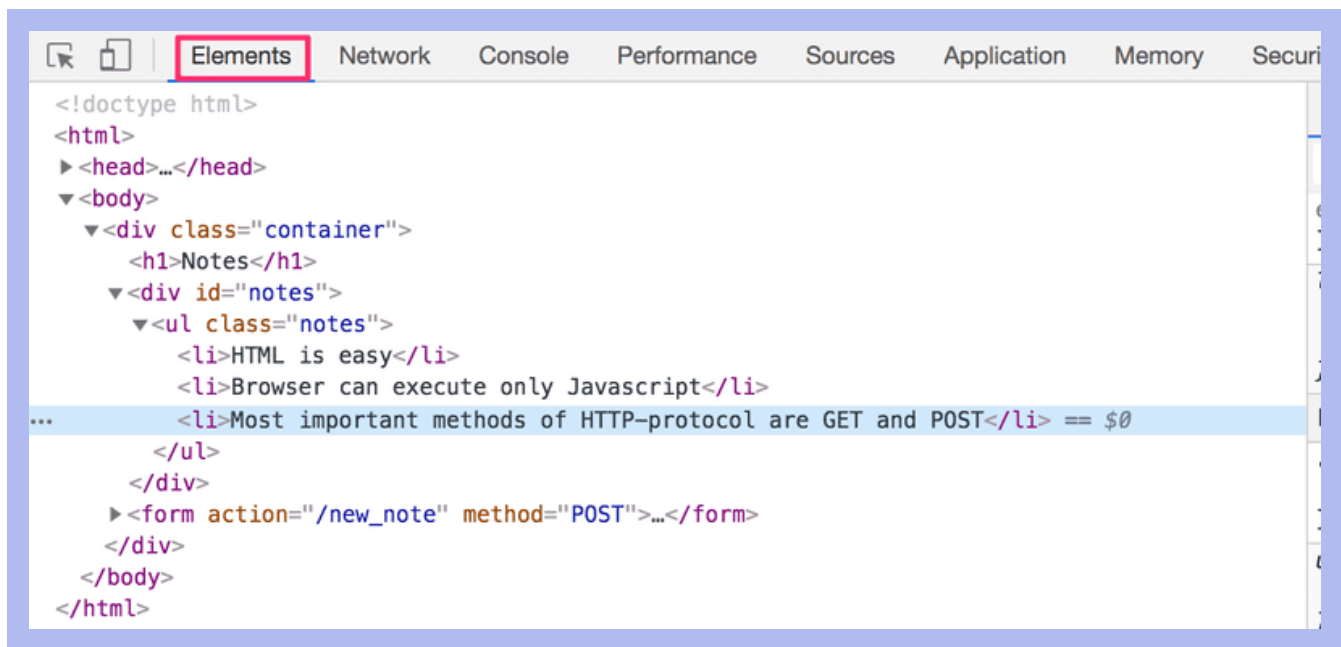 Elements Network Console Performance Sources Application Memory Securi
<!doctype html>
<html>
<head>…</head>
<body>
<div class="container">
<h1>Notes</h1>
<div id="notes">
<ul class="notes">
<li>HTML is easy</li>
<li>Browser can execute only Javascript</li>
... <li>Most important methods of HTTP-protocol are GET and POST</li> == $0
</ul>
</div>
<form action="/new_note" method="POST">…</form>
</div>
</body>
</html>